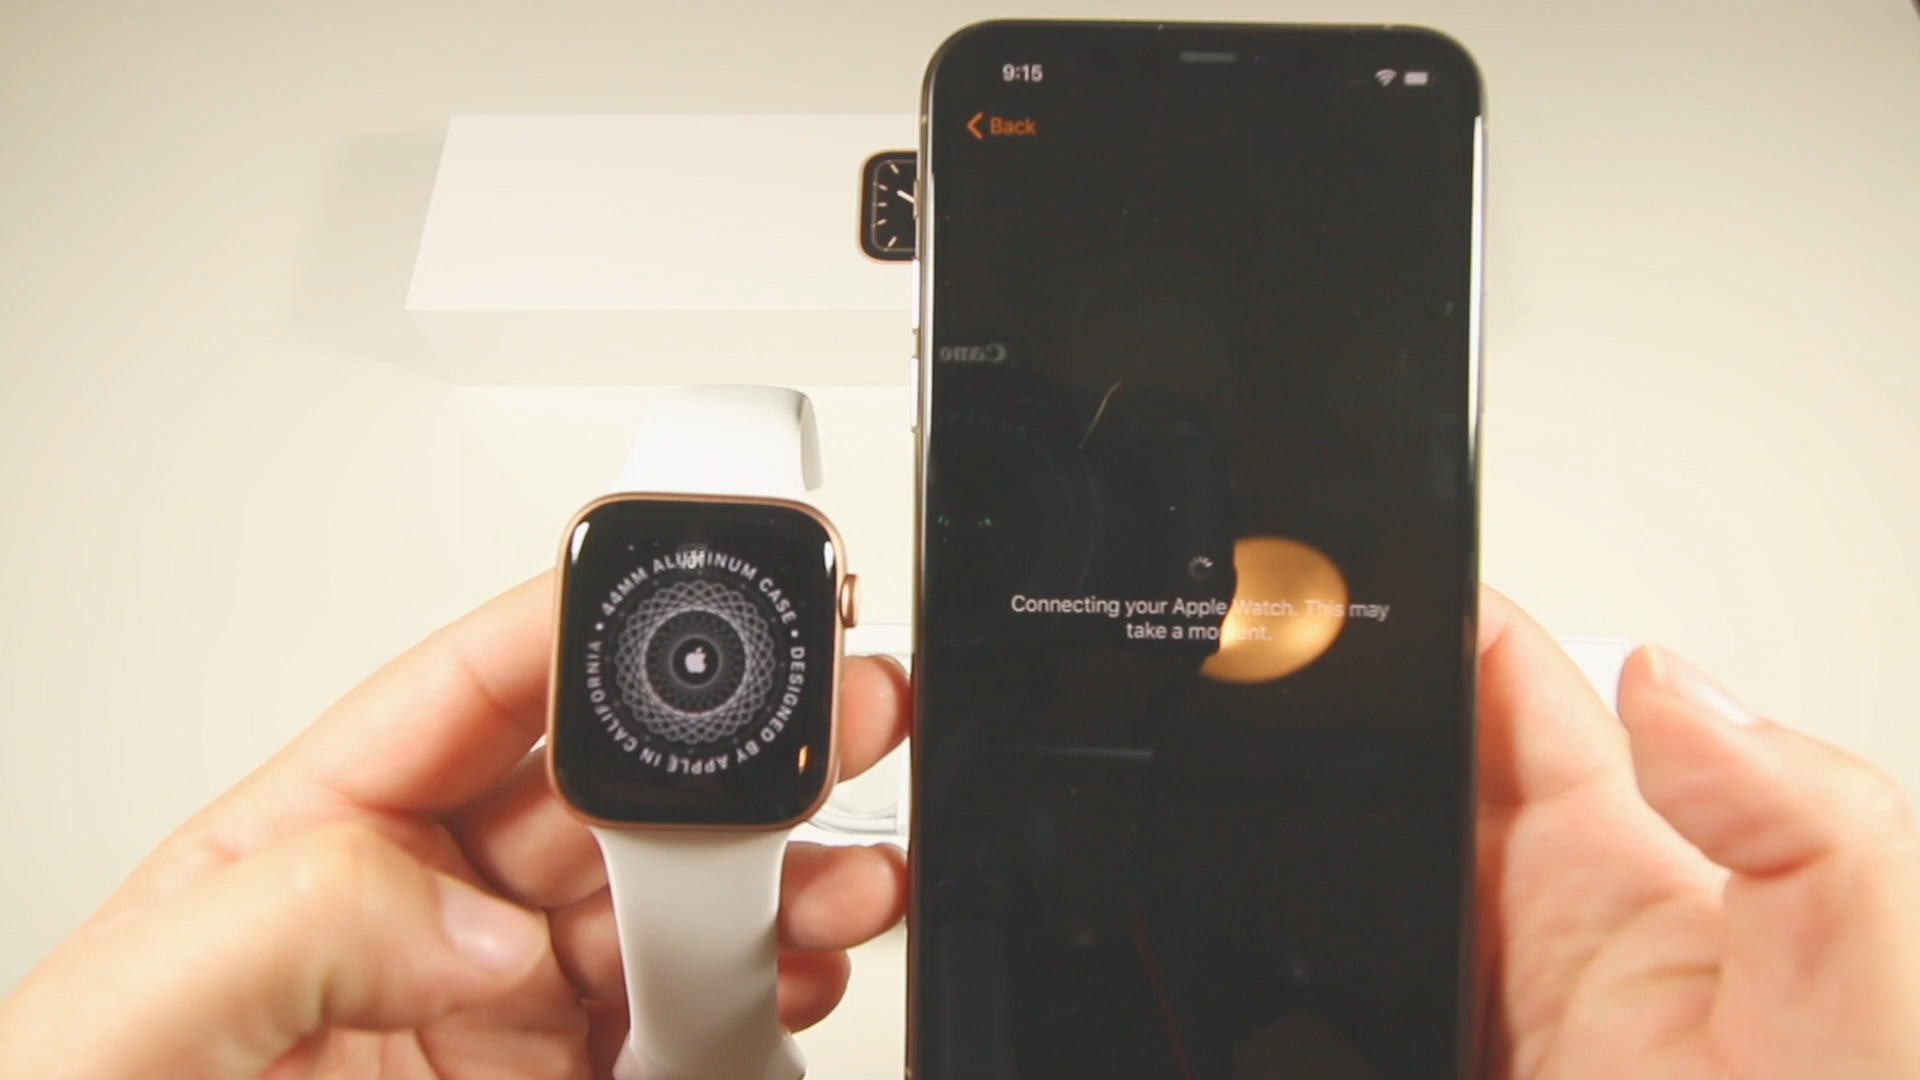 9:15
Back
Cano
Connecting your Apple Watch. This may
take a moment.
44MM ALUMINUM CASE • DESIGNED BY APPLE IN CALIFORNIA •